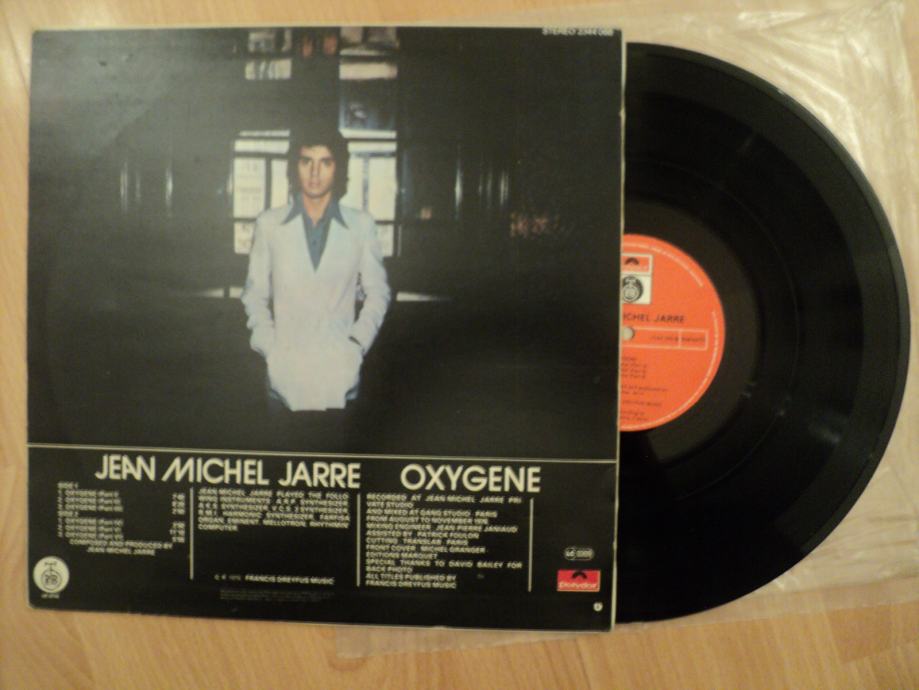 STEREO 2344 068
JEAN MICHEL JARRE OXYGENE
SIDE 1
1. OXYGENE (Part I)
2. OXYGENE (Part II)
3. OXYGENE (Part III)
SIDE 2
1. OXYGENE (Part IV)
2. OXYGENE (Part V)
3. OXYGENE (Part VI)
COMPOSED AND PRODUCED BY
JEAN MICHEL JARRE
JEAN MICHEL JARRE PLAYED THE FOLLO
WING INSTRUMENTS A.R.P. SYNTHESIZER,
A.K.S. SYNTHESIZER, V.C.S. 3 SYNTHESIZER,
R.M.I. HARMONIC SYNTHESIZER, FARFISA
ORGAN, EMINENT, MELLOTRON, RHYTHMIN
COMPUTER
℗ © 1976 FRANCIS DREYFUS MUSIC
RECORDED AT JEAN MICHEL JARRE PRI
VATE STUDIO
AND MIXED AT GANG STUDIO PARIS
FROM AUGUST TO NOVEMBER 1976
MIXING ENGINEER JEAN PIERRE JANIAUD
ASSISTED BY PATRICK FOULON
CUTTING TRANSLAB PARIS
FRONT COVER MICHEL GRANGER
EDITIONS MARQUET
SPECIAL THANKS TO DAVID BAILEY FOR
BACK PHOTO
ALL TITLES PUBLISHED BY
FRANCIS DREYFUS MUSIC
polydor
ICHEL JARRE